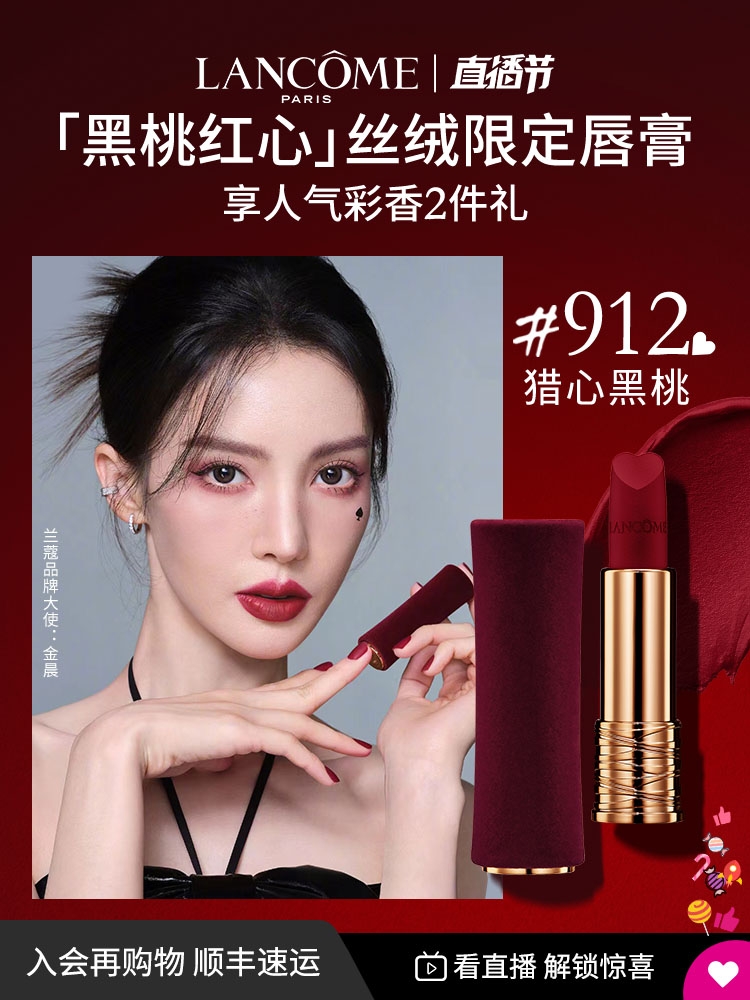 LANCÔME | 直播节
PARIS
「黑桃红心」丝绒限定唇膏
享人气彩香2件礼
#912
猎心黑桃
LANCÔME
兰蔻品牌大使：金晨
入会再购物 顺丰速运
看直播 解锁惊喜